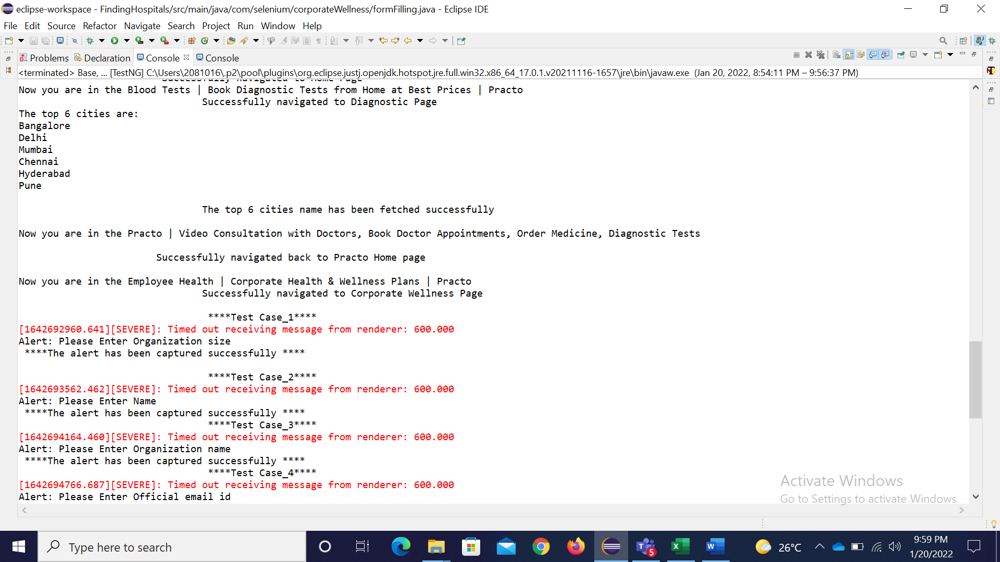 eclipse-workspace - FindingHospitals/src/main/java/com/selenium/corporateWellness/formFilling.java - Eclipse IDE
File Edit Source Refactor Navigate Search Project Run Window Help
Problems Declaration Console Console
<terminated> Base, ... [TestNG] C:\Users\2081016\.p2\pool\plugins\org.eclipse.justj.openjdk.hotspot.jre.full.win32.x86_64_17.0.1.v20211116-1657\jre\bin\javaw.exe (Jan 20, 2022, 8:54:11 PM – 9:56:37 PM)
Successfully navigated to Home Page
Now you are in the Blood Tests | Book Diagnostic Tests from Home at Best Prices | Practo
Successfully navigated to Diagnostic Page
The top 6 cities are:
Bangalore
Delhi
Mumbai
Chennai
Hyderabad
Pune
The top 6 cities name has been fetched successfully
Now you are in the Practo | Video Consultation with Doctors, Book Doctor Appointments, Order Medicine, Diagnostic Tests
Successfully navigated back to Practo Home page
Now you are in the Employee Health | Corporate Health & Wellness Plans | Practo
Successfully navigated to Corporate Wellness Page
****Test Case_1****
[1642692960.641][SEVERE]: Timed out receiving message from renderer: 600.000
Alert: Please Enter Organization size
****The alert has been captured successfully ****
****Test Case_2****
[1642693562.462][SEVERE]: Timed out receiving message from renderer: 600.000
Alert: Please Enter Name
****The alert has been captured successfully ****
****Test Case_3****
[1642694164.460][SEVERE]: Timed out receiving message from renderer: 600.000
Alert: Please Enter Organization name
****The alert has been captured successfully ****
****Test Case_4****
[1642694766.687][SEVERE]: Timed out receiving message from renderer: 600.000
Alert: Please Enter Official email id
Activate Windows
Go to Settings to activate Windows.
Type here to search
5
26°C
9:59 PM
1/20/2022